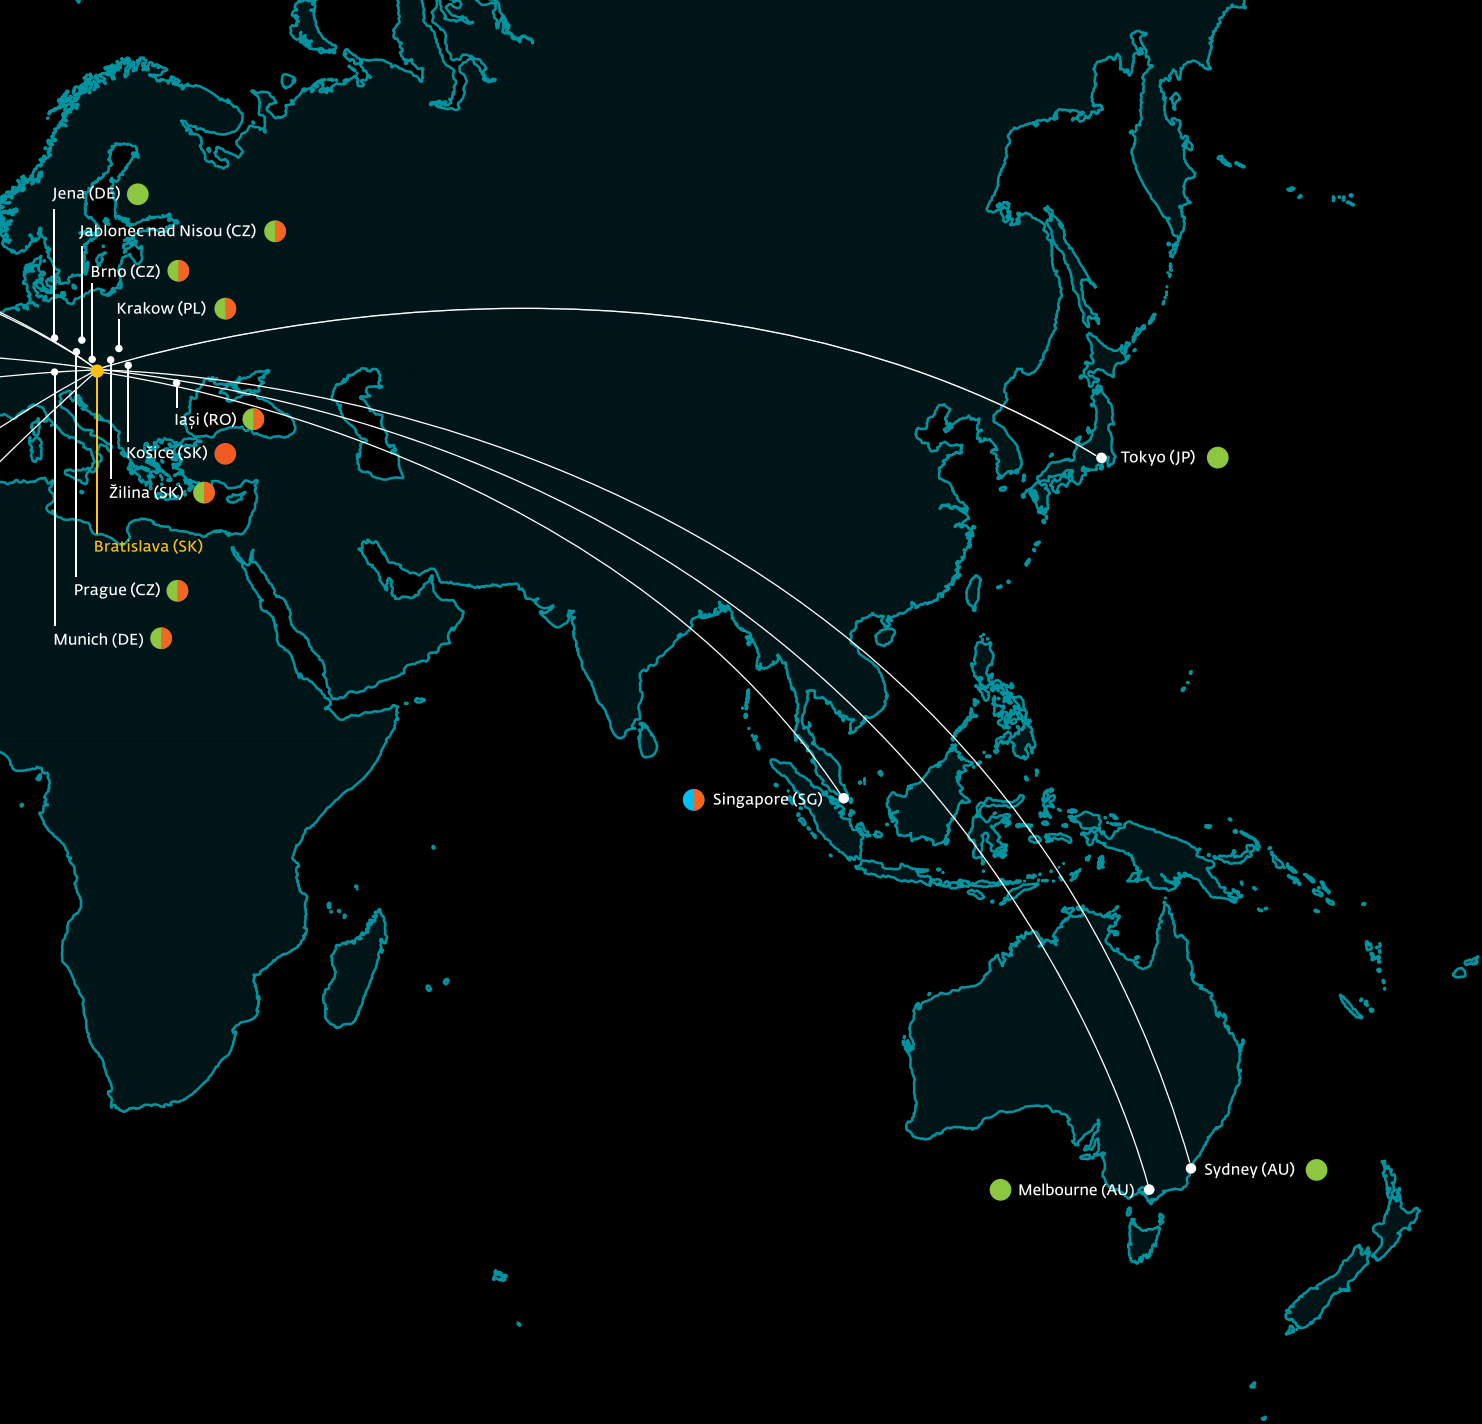 Jena (DE)
Jablonec nad Nisou (CZ)
Brno (CZ)
Krakow (PL)
Iași (RO)
Košice (SK)
Žilina (SK)
Bratislava (SK)
Prague (CZ)
Munich (DE)
Tokyo (JP)
Singapore (SG)
Sydney (AU)
Melbourne (AU)